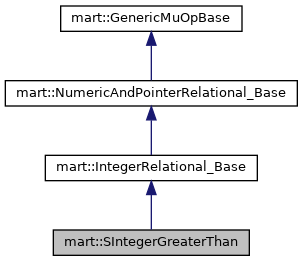 mart::GenericMuOpBase
mart::NumericAndPointerRelational_Base
mart::IntegerRelational_Base
mart::SIntegerGreaterThan